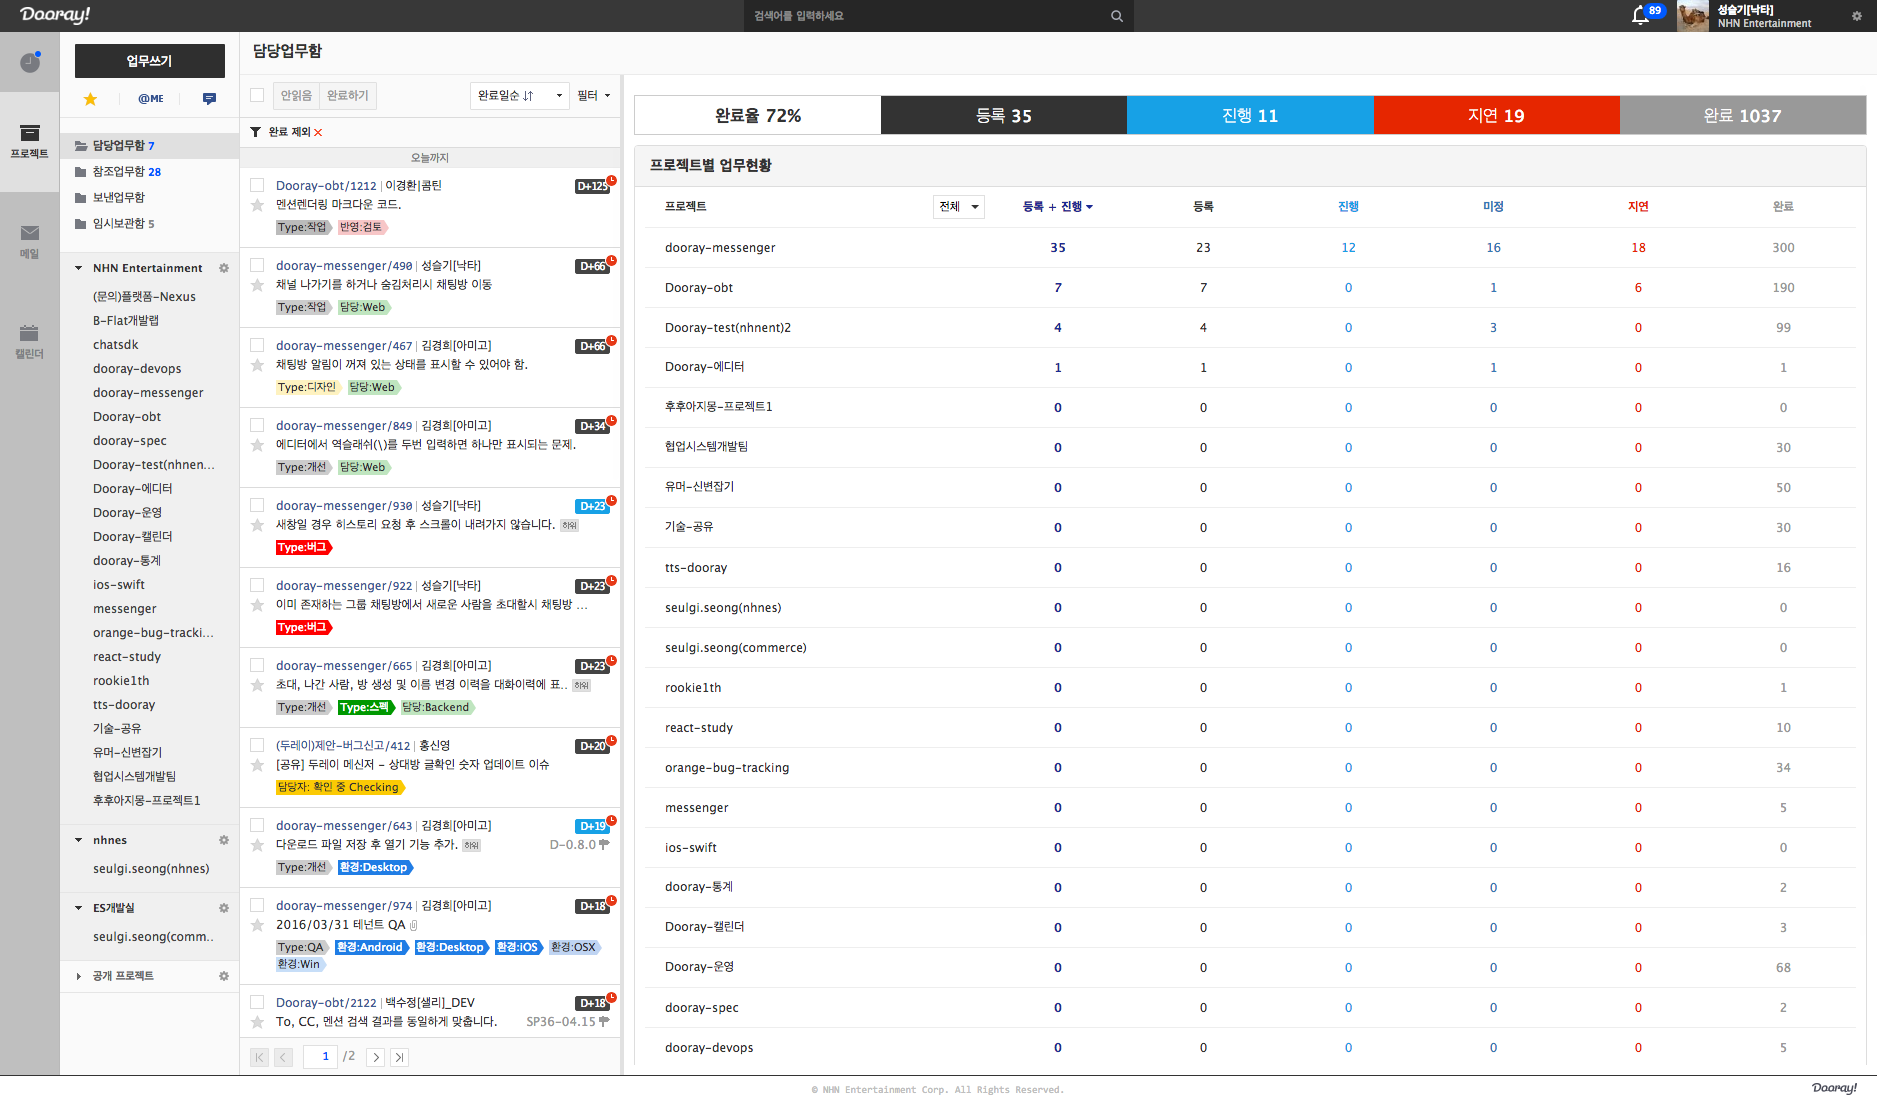 Dooray!
검색어를 입력하세요
89
성슬기[낙타]
NHN Entertainment
프로젝트
메일
캘린더
업무쓰기
@ME
담당업무함 7
참조업무함 28
보낸업무함
임시보관함 5
NHN Entertainment
(문의)플랫폼-Nexus
B-Flat개발랩
chatsdk
dooray-devops
dooray-messenger
Dooray-obt
dooray-spec
Dooray-test(nhnen...
Dooray-에디터
Dooray-운영
Dooray-캘린더
dooray-통계
ios-swift
messenger
orange-bug-tracki...
react-study
rookie1th
tts-dooray
기술-공유
유머-신변잡기
협업시스템개발팀
후후아지몽-프로젝트1
nhnes
seulgi.seong(nhnes)
ES개발실
seulgi.seong(comm..
공개 프로젝트
담당업무함
안읽음 완료하기 완료일순 필터
완료 제외
오늘까지
Dooray-obt/1212 | 이경환|콤틴 D+125
멘션렌더링 마크다운 코드.
Type:작업 반영:검토
dooray-messenger/490 | 성슬기[낙타] D+66
채널 나가기를 하거나 숨김처리시 채팅방 이동
Type:작업 담당:Web
dooray-messenger/467 | 김경희[아미고] D+66
채팅방 알림이 꺼져 있는 상태를 표시할 수 있어야 함.
Type:디자인 담당:Web
dooray-messenger/849 | 김경희[아미고] D+34
에디터에서 역슬래쉬(\)를 두번 입력하면 하나만 표시되는 문제.
Type:개선 담당:Web
dooray-messenger/930 | 성슬기[낙타] D+23
새창일 경우 히스토리 요청 후 스크롤이 내려가지 않습니다. 하위
Type:버그
dooray-messenger/922 | 성슬기[낙타] D+23
이미 존재하는 그룹 채팅방에서 새로운 사람을 초대할시 채팅방 ...
Type:버그
dooray-messenger/665 | 김경희[아미고] D+23
초대, 나간 사람, 방 생성 및 이름 변경 이력을 대화이력에 표.. 하위
Type:개선 Type:스펙 담당:Backend
(두레이)제안-버그신고/412 | 홍신영 D+20
[공유] 두레이 메신저 - 상대방 글확인 숫자 업데이트 이슈
담당자: 확인 중 Checking
dooray-messenger/643 | 김경희[아미고] D+19
다운로드 파일 저장 후 열기 기능 추가. 하위 D-0.8.0
Type:개선 환경:Desktop
dooray-messenger/974 | 김경희[아미고] D+18
2016/03/31 테넌트 QA
Type:QA 환경:Android 환경:Desktop 환경:iOS 환경:OSX
환경:Win
Dooray-obt/2122 | 백수정[샐리]_DEV D+18
To, CC, 멘션 검색 결과를 동일하게 맞춥니다. SP36-04.15
1 /2
완료율 72% 등록 35 진행 11 지연 19 완료 1037
프로젝트별 업무현황
프로젝트 전체 등록 + 진행 등록 진행 미정 지연 완료
dooray-messenger 35 23 12 16 18 300
Dooray-obt 7 7 0 1 6 190
Dooray-test(nhnent)2 4 4 0 3 0 99
Dooray-에디터 1 1 0 1 0 1
후후아지몽-프로젝트1 0 0 0 0 0 0
협업시스템개발팀 0 0 0 0 0 30
유머-신변잡기 0 0 0 0 0 50
기술-공유 0 0 0 0 0 30
tts-dooray 0 0 0 0 0 16
seulgi.seong(nhnes) 0 0 0 0 0 0
seulgi.seong(commerce) 0 0 0 0 0 0
rookie1th 0 0 0 0 0 1
react-study 0 0 0 0 0 10
orange-bug-tracking 0 0 0 0 0 34
messenger 0 0 0 0 0 5
ios-swift 0 0 0 0 0 0
dooray-통계 0 0 0 0 0 2
Dooray-캘린더 0 0 0 0 0 3
Dooray-운영 0 0 0 0 0 68
dooray-spec 0 0 0 0 0 2
dooray-devops 0 0 0 0 0 5
© NHN Entertainment Corp. All Rights Reserved.
Dooray!